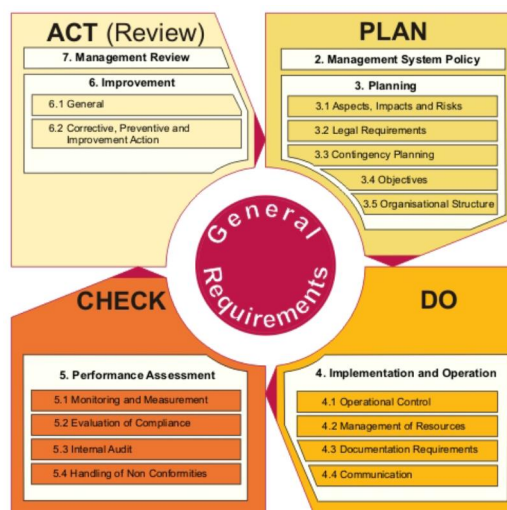 ACT (Review)
7. Management Review
6. Improvement
6.1 General
6.2 Corrective, Preventive and
Improvement Action
PLAN
2. Management System Policy
3. Planning
3.1 Aspects, Impacts and Risks
3.2 Legal Requirements
3.3 Contingency Planning
3.4 Objectives
3.5 Organisational Structure
General
Requirements
CHECK
5. Performance Assessment
5.1 Monitoring and Measurement
5.2 Evaluation of Compliance
5.3 Internal Audit
5.4 Handling of Non Conformities
DO
4. Implementation and Operation
4.1 Operational Control
4.2 Management of Resources
4.3 Documentation Requirements
4.4 Communication